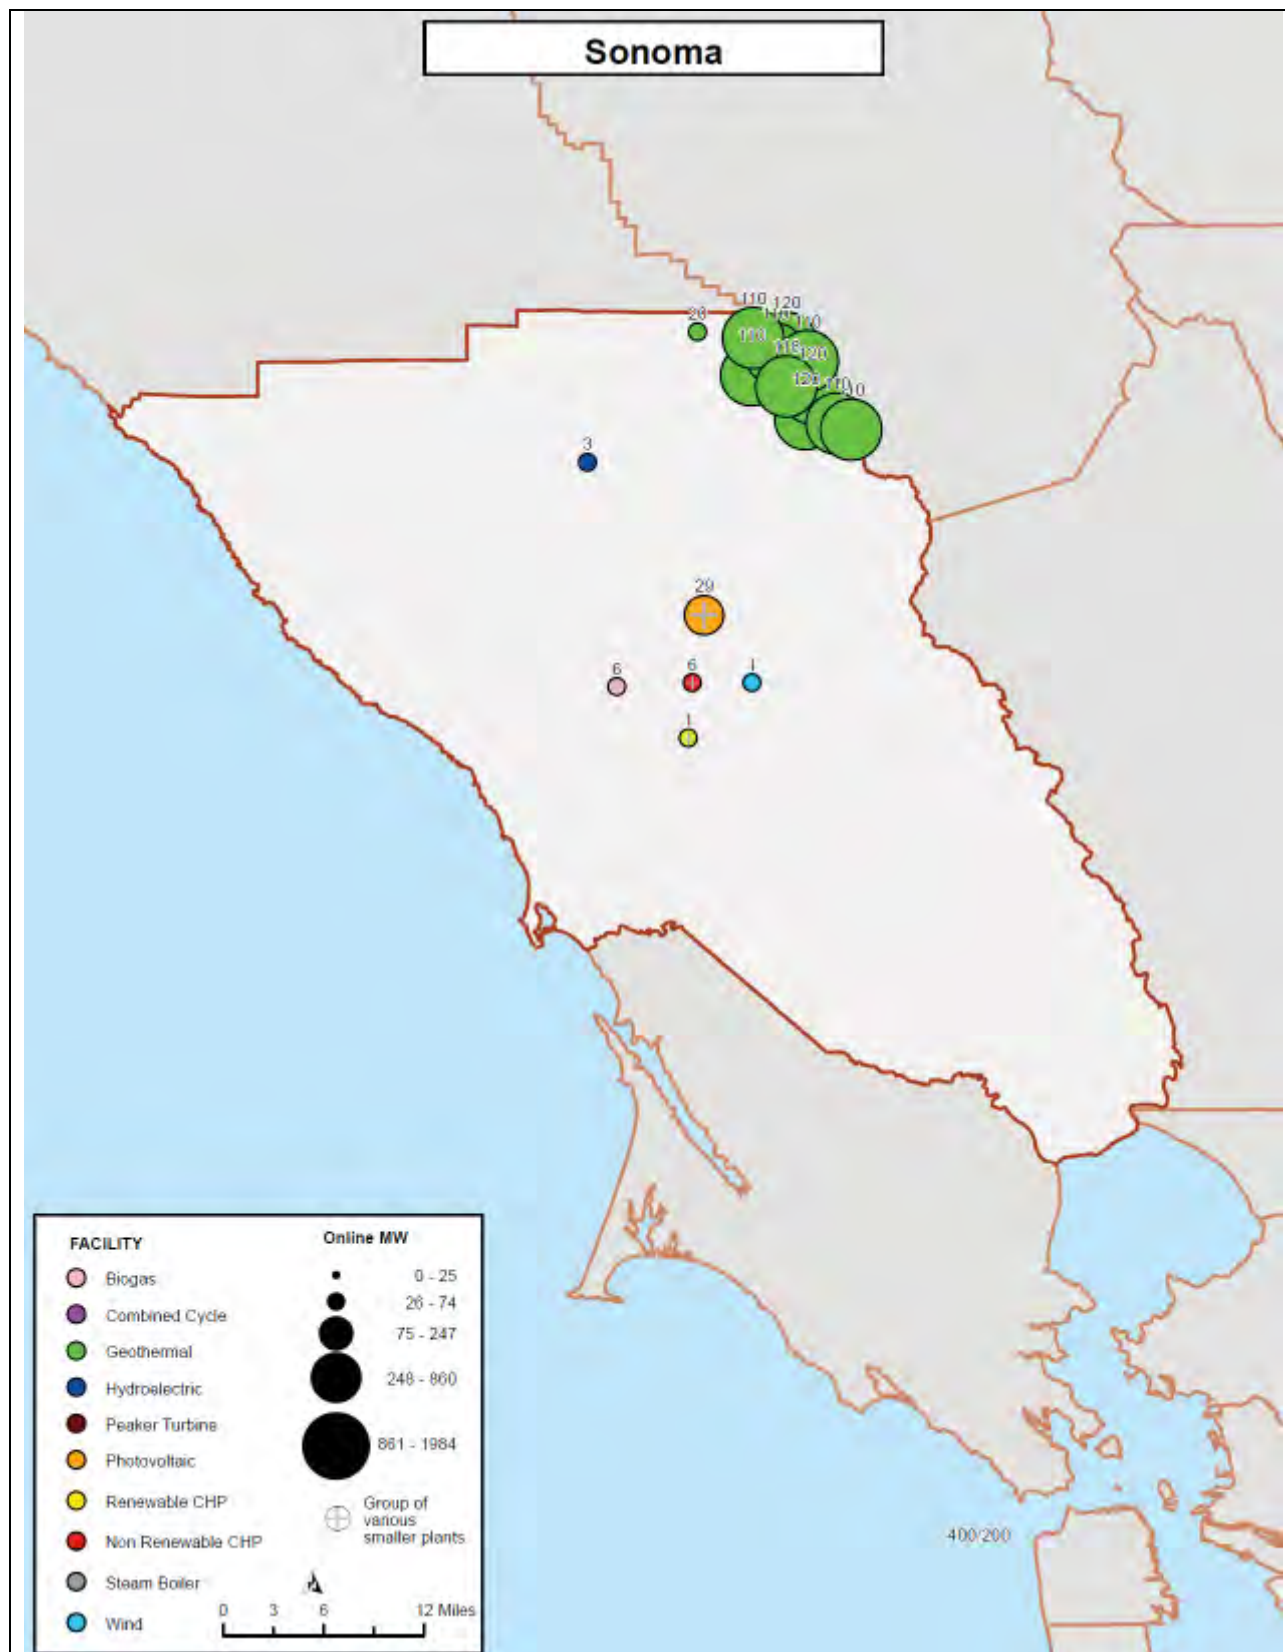 Sonoma
110 120
110
20
110
110
118
120
120 110
3
29
6 6 1
1
FACILITY
Online MW
Biogas
0 - 25
Combined Cycle
26 - 74
Geothermal
75 - 247
Hydroelectric
248 - 860
Peaker Turbine
Photovoltaic
861 - 1984
Renewable CHP
Group of
various
smaller plants
Non Renewable CHP
Steam Boiler
Wind
0 3 6 12 Miles
400/200